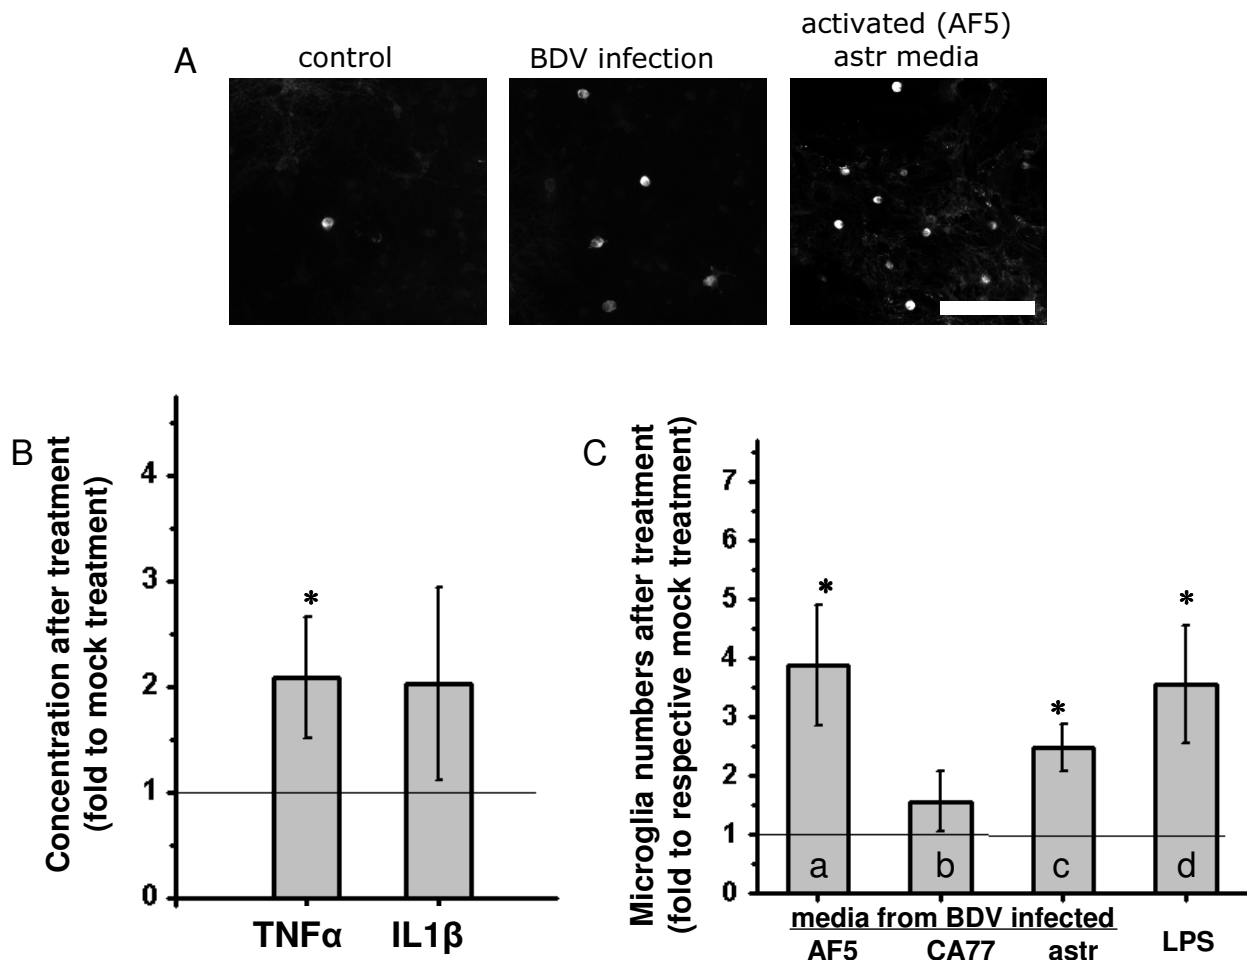 A
control
BDV infection
activated (AF5)
astr media
B
Concentration after treatment
(fold to mock treatment)
4
3
2
1
0
*
TNFα
IL1β
C
Microglia numbers after treatment
(fold to respective mock treatment)
7
6
5
4
3
2
1
0
*
*
*
a
b
c
d
media from BDV infected
AF5
CA77
astr
LPS